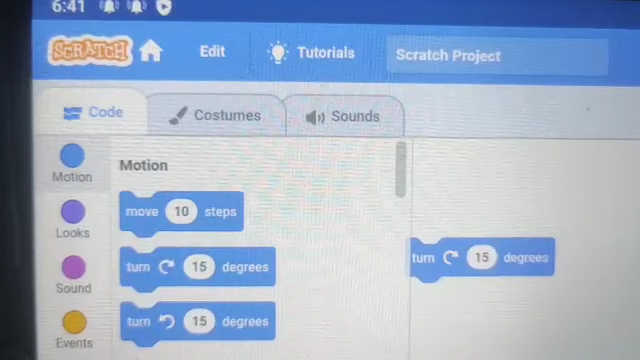 6:41
SCRATCH Edit Tutorials Scratch Project
Code Costumes Sounds
Motion
Looks
Sound
Events
Motion
move 10 steps
turn 15 degrees
turn 15 degrees
turn 15 degrees